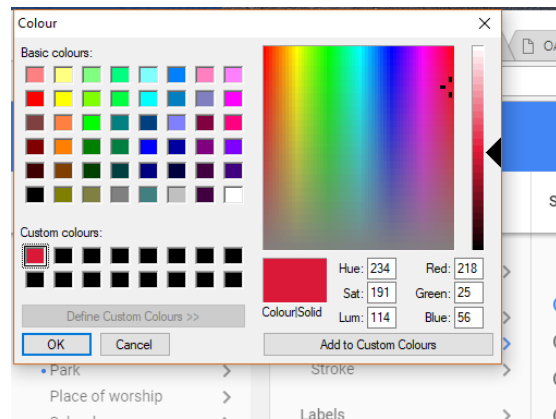 Colour
Basic colours:
Custom colours:
Define Custom Colours >>
OK Cancel
Hue: 234 Red: 218
Sat: 191 Green: 25
Colour|Solid Lum: 114 Blue: 56
Add to Custom Colours
Park
Place of worship
Stroke
Labels